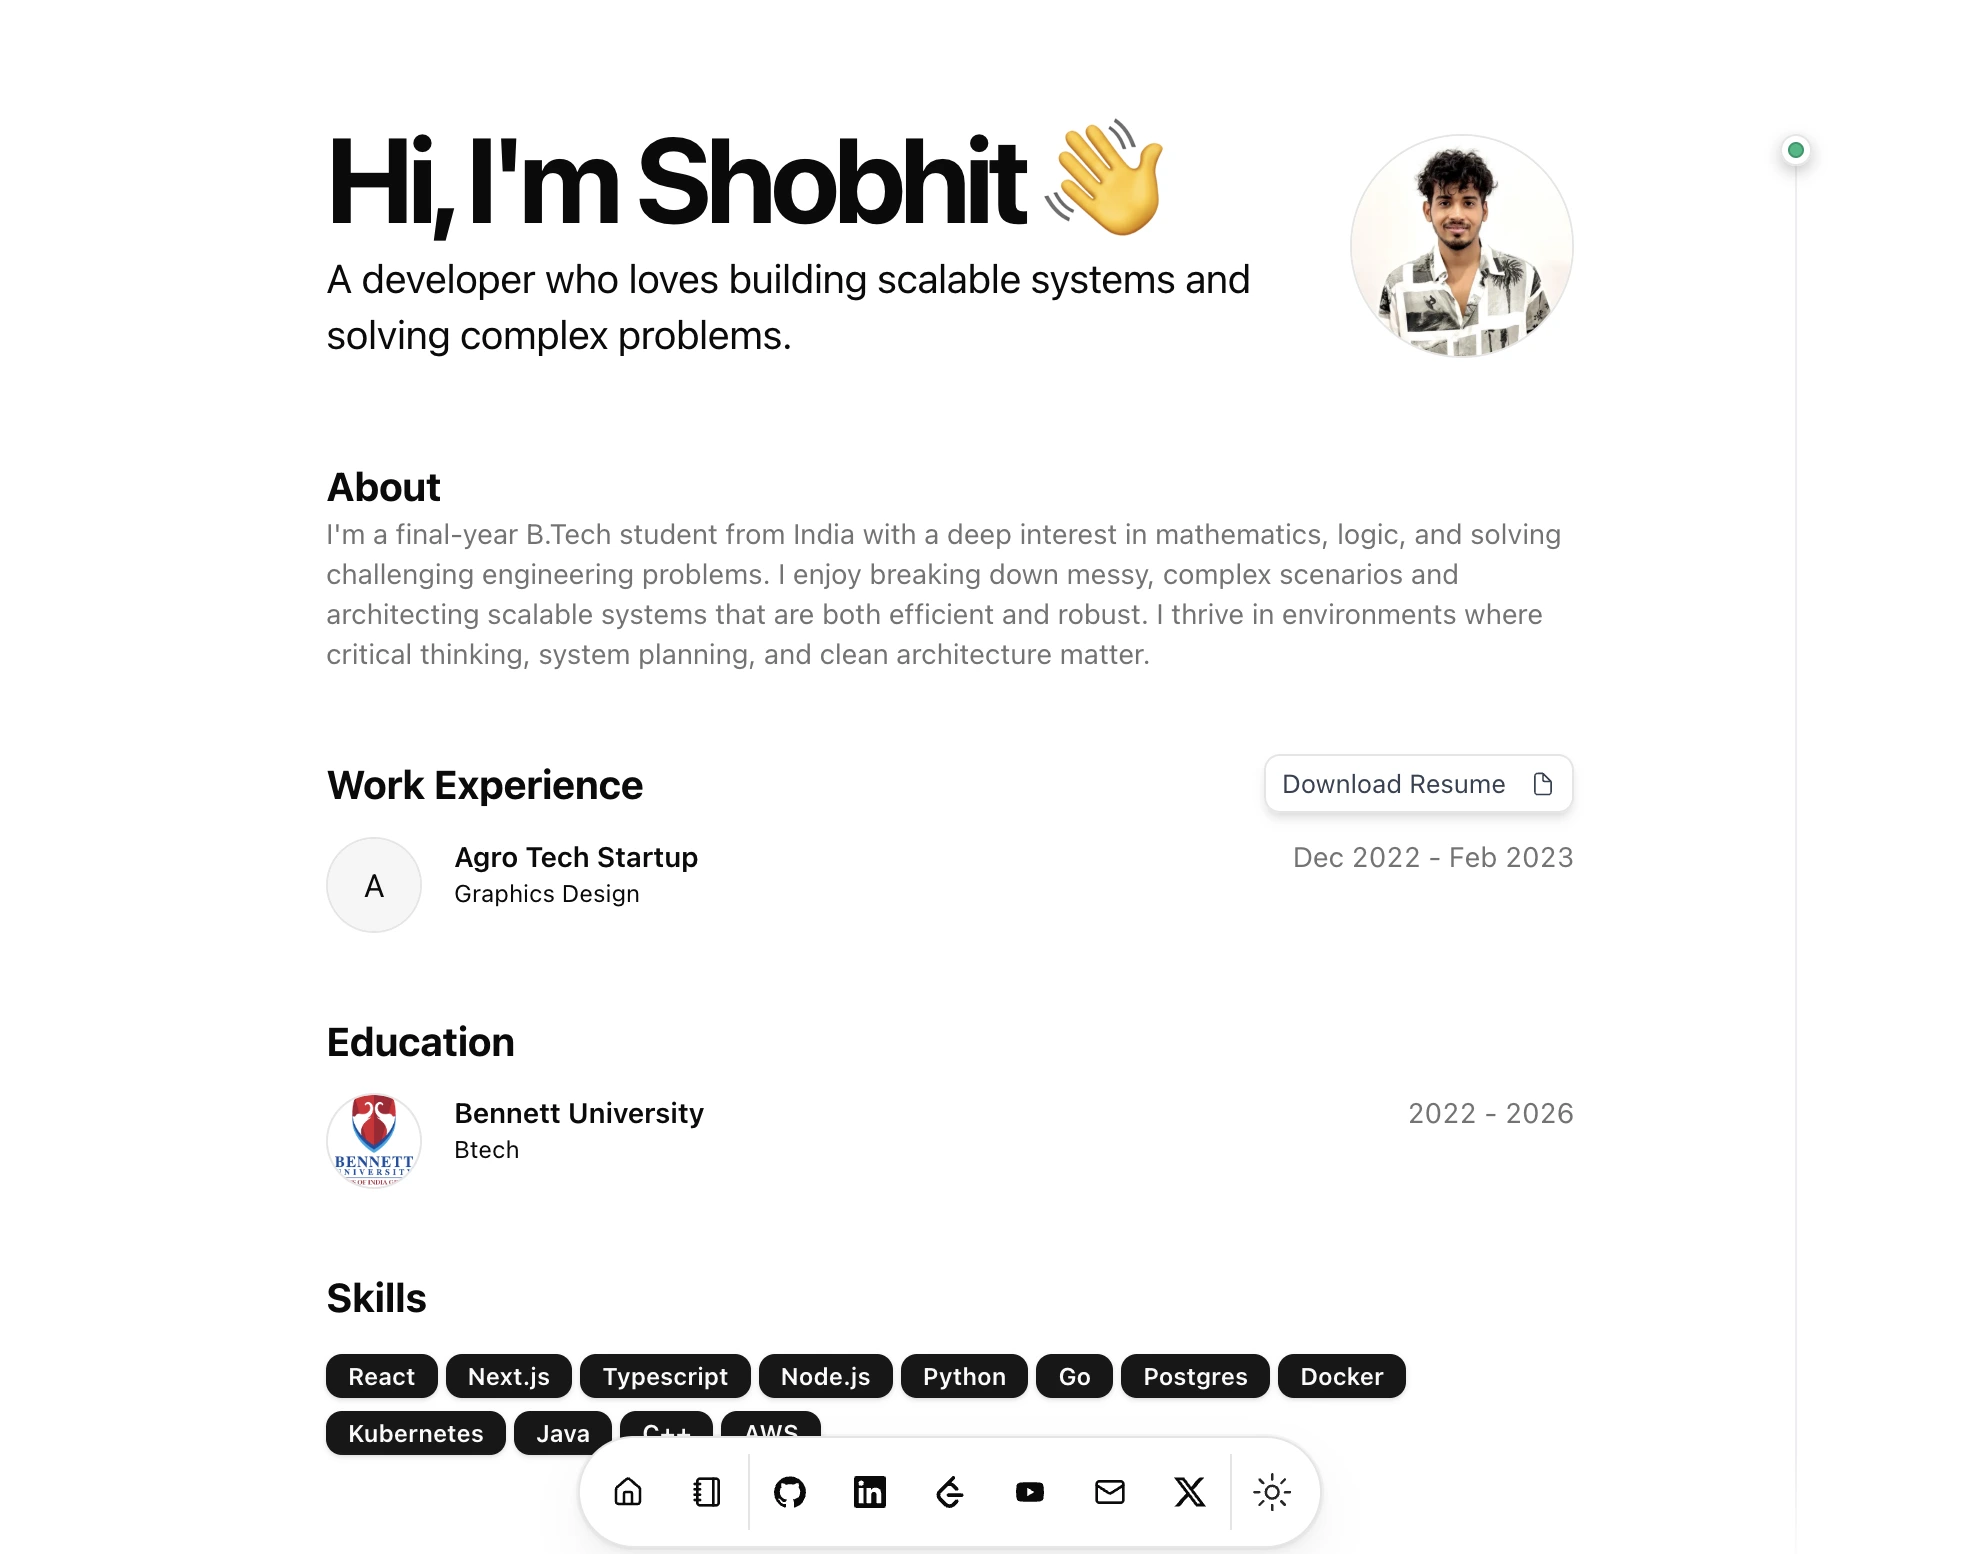 Hi, I'm Shobhit 👋
A developer who loves building scalable systems and
solving complex problems.
About
I'm a final-year B.Tech student from India with a deep interest in mathematics, logic, and solving
challenging engineering problems. I enjoy breaking down messy, complex scenarios and
architecting scalable systems that are both efficient and robust. I thrive in environments where
critical thinking, system planning, and clean architecture matter.
Work Experience
Download Resume
A
Agro Tech Startup
Dec 2022 - Feb 2023
Graphics Design
Education
Bennett University
2022 - 2026
Btech
BENNETT
UNIVERSITY
OF INDIA
Skills
React Next.js Typescript Node.js Python Go Postgres Docker
Kubernetes Java C++ AWS